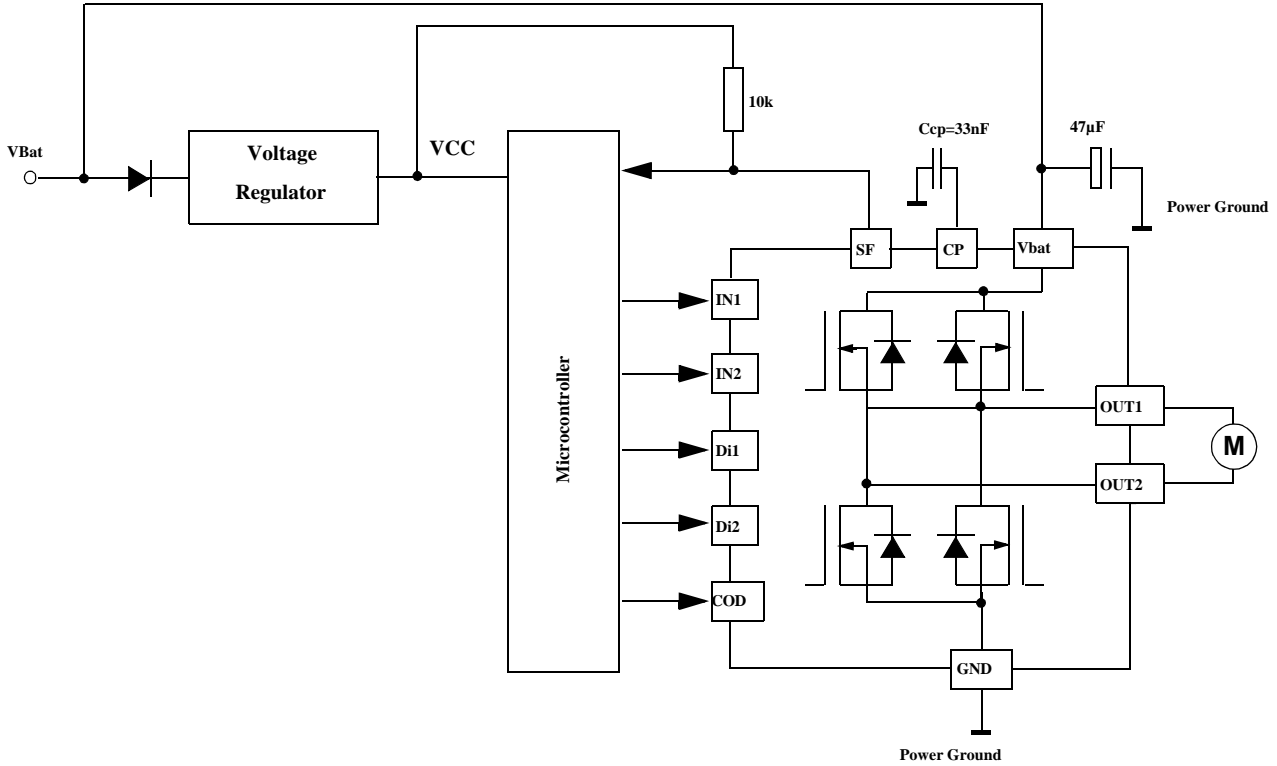 VBat
Voltage
Regulator
VCC
10k
Ccp=33nF
47µF
Power Ground
SF
CP
Vbat
Microcontroller
IN1
IN2
Di1
Di2
COD
OUT1
OUT2
M
GND
Power Ground